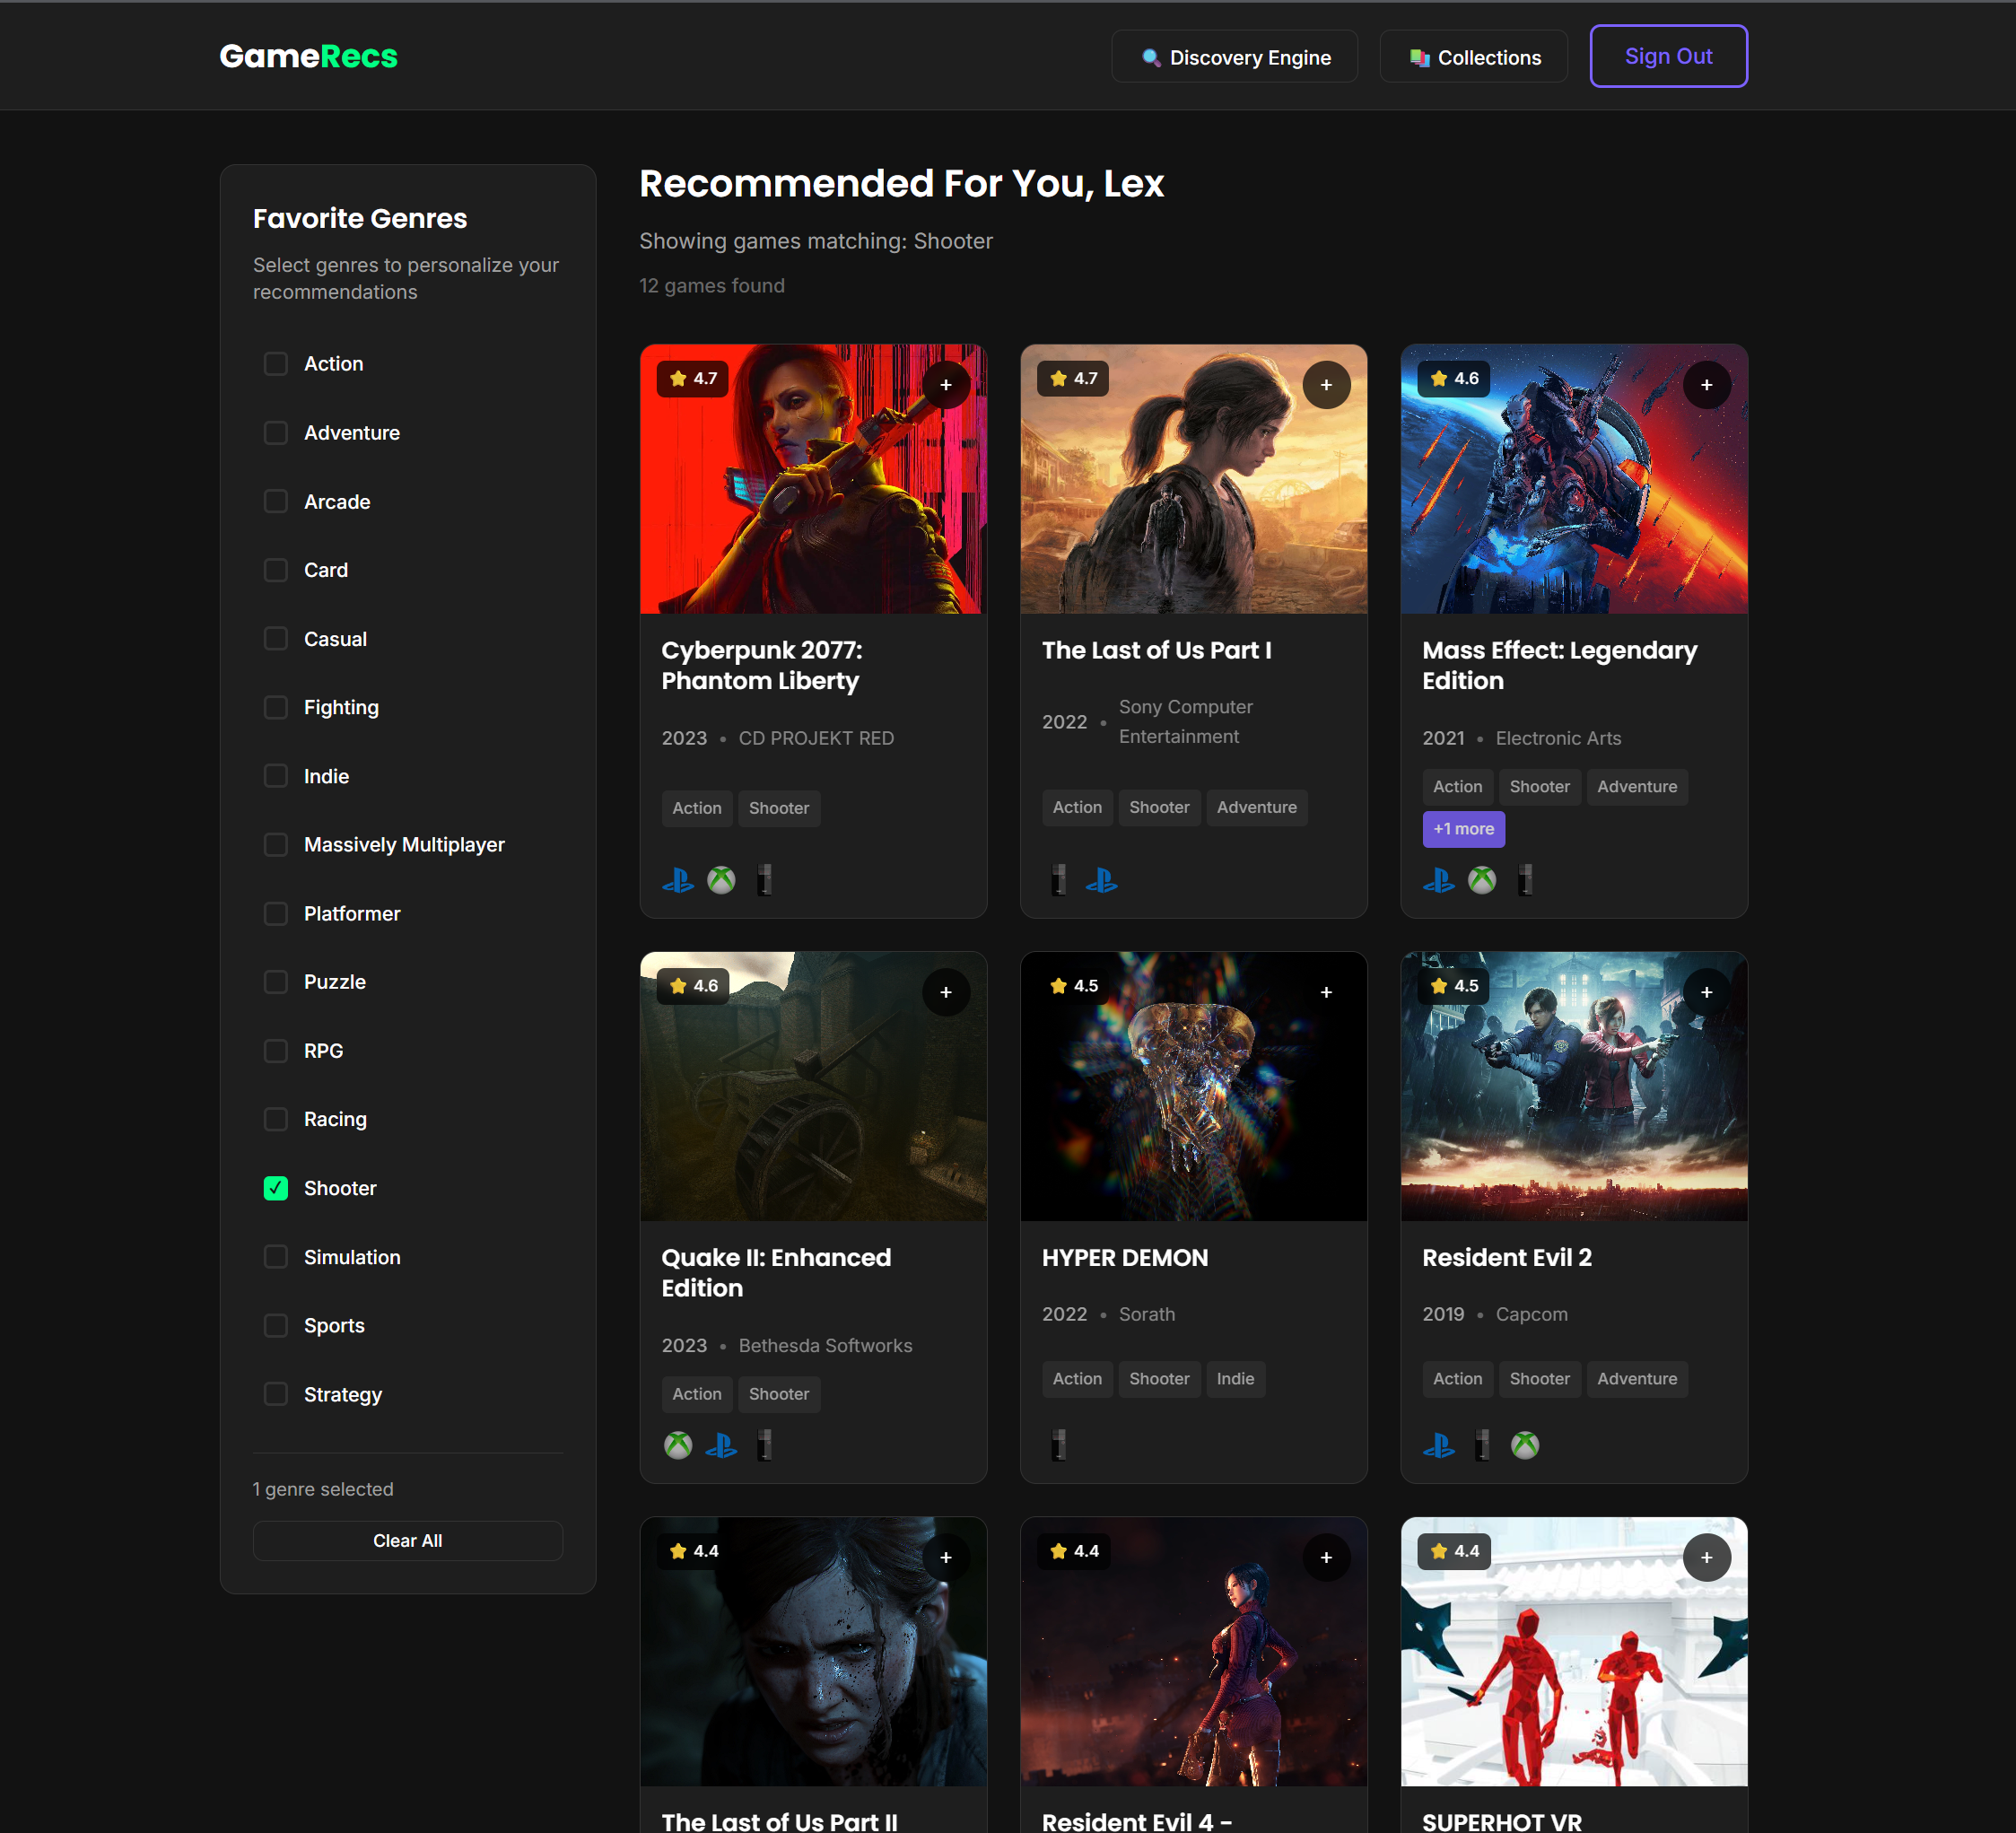 GameRecs
Discovery Engine
Collections
Sign Out
Favorite Genres
Select genres to personalize your
recommendations
Action
Adventure
Arcade
Card
Casual
Fighting
Indie
Massively Multiplayer
Platformer
Puzzle
RPG
Racing
Shooter
Simulation
Sports
Strategy
1 genre selected
Clear All
Recommended For You, Lex
Showing games matching: Shooter
12 games found
4.7
+
Cyberpunk 2077:
Phantom Liberty
2023 • CD PROJEKT RED
Action Shooter
4.7
+
The Last of Us Part I
2022 • Sony Computer
Entertainment
Action Shooter Adventure
4.6
+
Mass Effect: Legendary
Edition
2021 • Electronic Arts
Action Shooter Adventure
+1 more
4.6
+
Quake II: Enhanced
Edition
2023 • Bethesda Softworks
Action Shooter
4.5
+
HYPER DEMON
2022 • Sorath
Action Shooter Indie
4.5
+
Resident Evil 2
2019 • Capcom
Action Shooter Adventure
4.4
+
The Last of Us Part II
4.4
+
Resident Evil 4 -
4.4
+
SUPERHOT VR